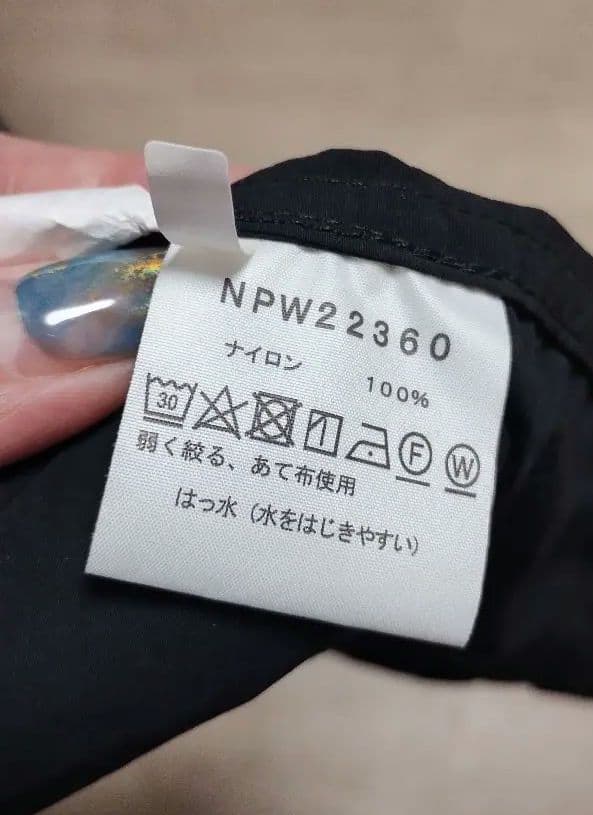 NPW22360
ナイロン 100%
30 F W
弱く絞る、あて布使用
はっ水（水をはじきやすい）